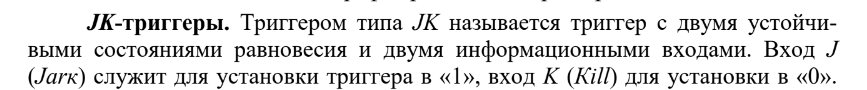 JK-триггеры. Триггером типа JK называется триггер с двумя устойчи-
выми состояниями равновесия и двумя информационными входами. Вход J
(Jarк) служит для установки триггера в «1», вход K (Kill) для установки в «0».